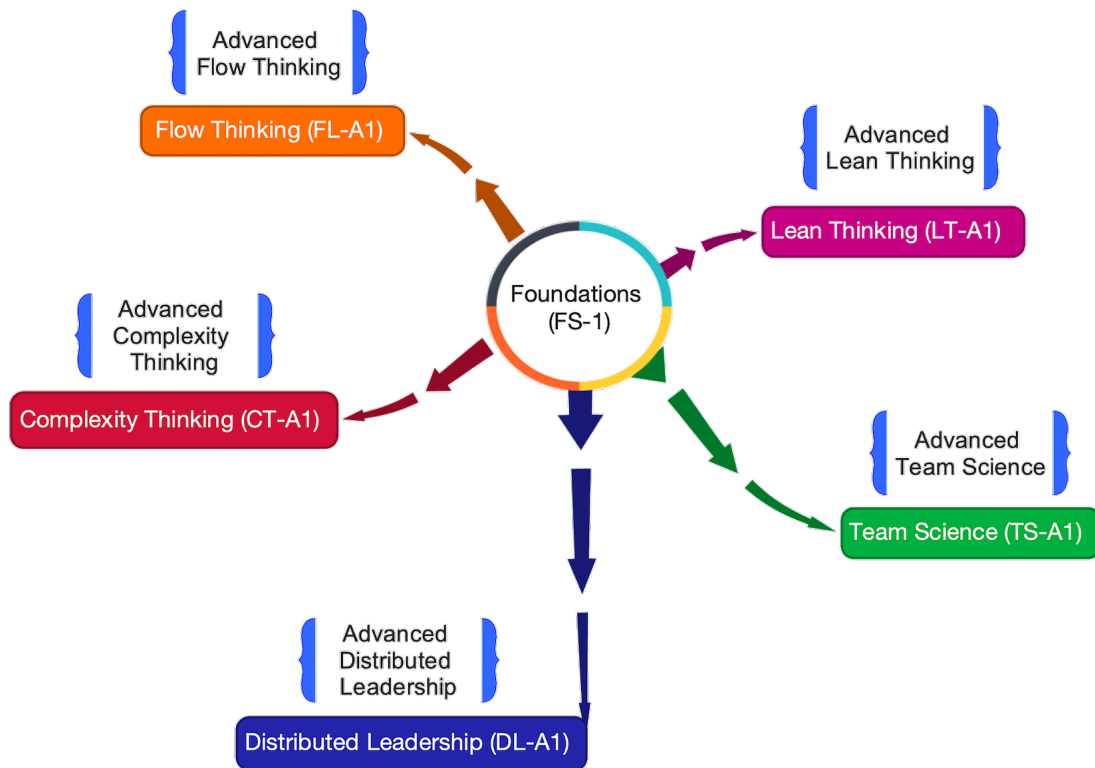 Advanced
Flow Thinking
Flow Thinking (FL-A1)
Advanced
Lean Thinking
Lean Thinking (LT-A1)
Foundations
(FS-1)
Advanced
Complexity
Thinking
Complexity Thinking (CT-A1)
Advanced
Team Science
Team Science (TS-A1)
Advanced
Distributed
Leadership
Distributed Leadership (DL-A1)